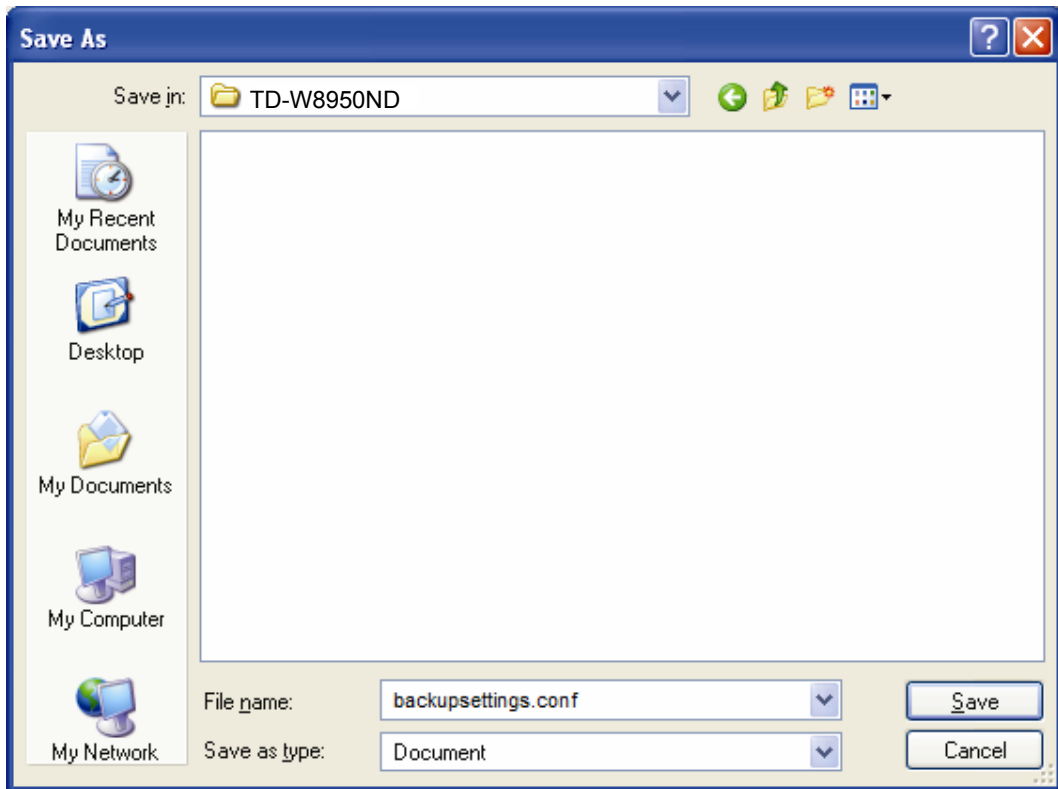 Save As
?
Save in: TD-W8950ND
My Recent
Documents
Desktop
My Documents
My Computer
My Network
File name: backupsettings.conf Save
Save as type: Document Cancel